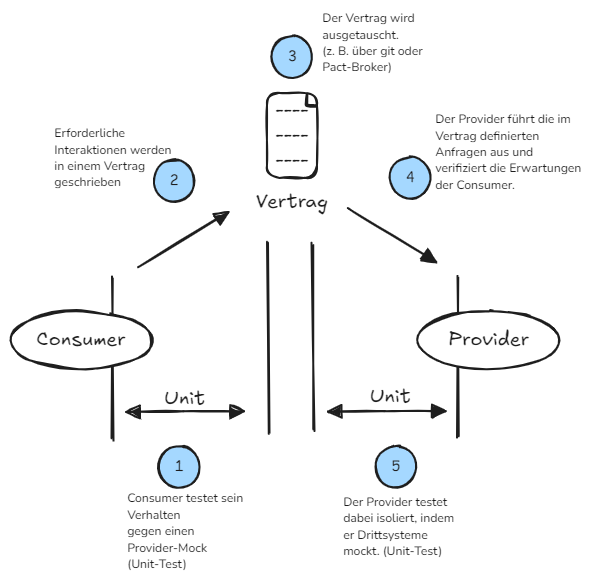 Der Vertrag wird
ausgetauscht.
(z. B. über git oder
Pact-Broker)
3
Erforderliche
Interaktionen werden
in einem Vertrag
geschrieben
2
Der Provider führt die im
Vertrag definierten
Anfragen aus und
verifiziert die Erwartungen
der Consumer.
4
Vertrag
Consumer
Provider
Unit
Unit
1
Consumer testet sein
Verhalten
gegen einen
Provider-Mock
(Unit-Test)
5
Der Provider testet
dabei isoliert, indem
er Drittsysteme
mockt. (Unit-Test)